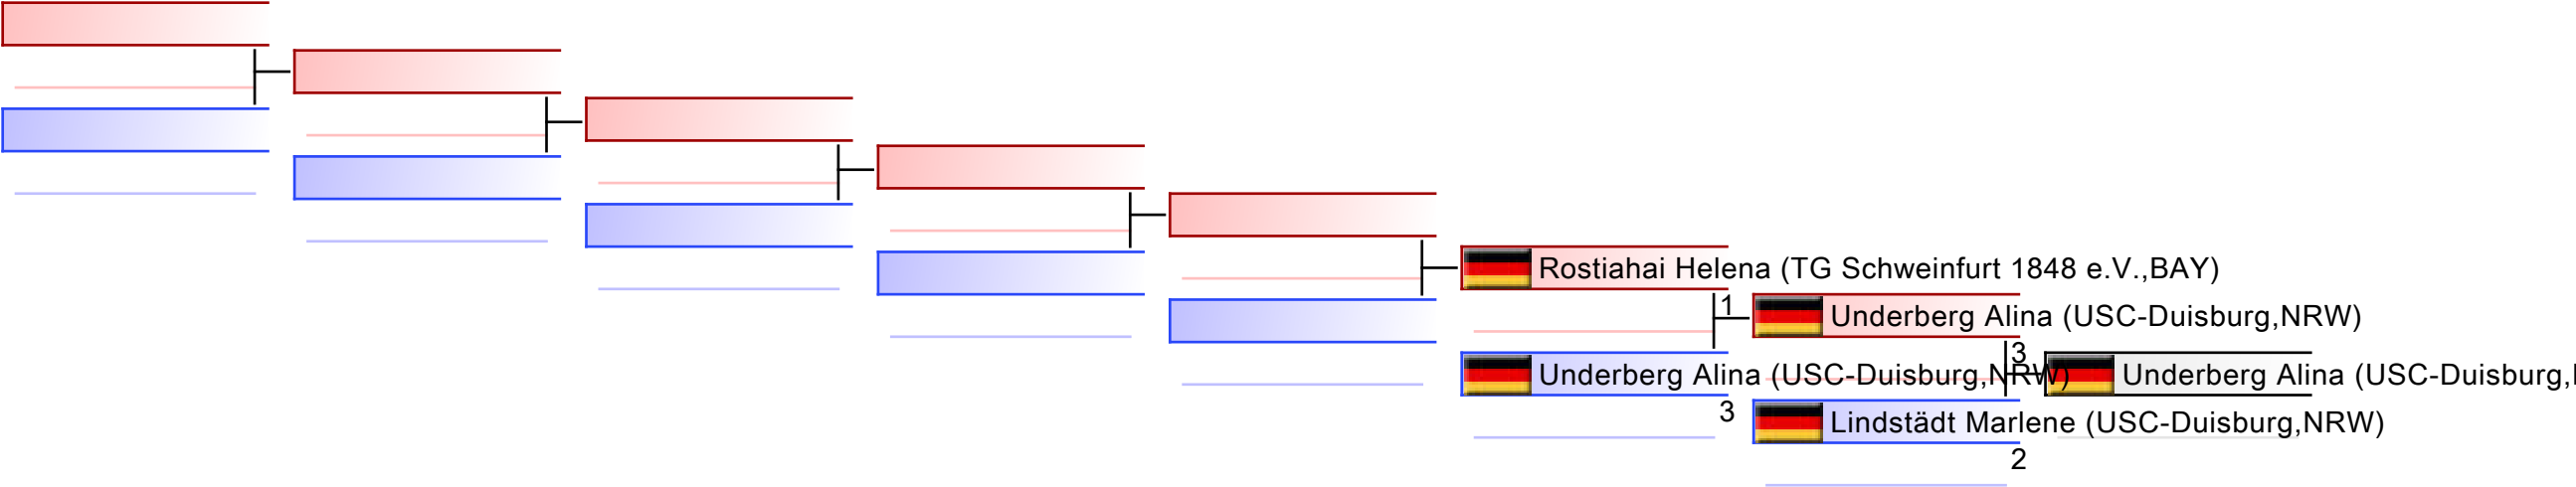 Rostiahai Helena (TG Schweinfurt 1848 e.V.,BAY)
1
Underberg Alina (USC-Duisburg,NRW)
3
Underberg Alina (USC-Duisburg,NRW)
3
Underberg Alina (USC-Duisburg,
Lindstädt Marlene (USC-Duisburg,NRW)
2